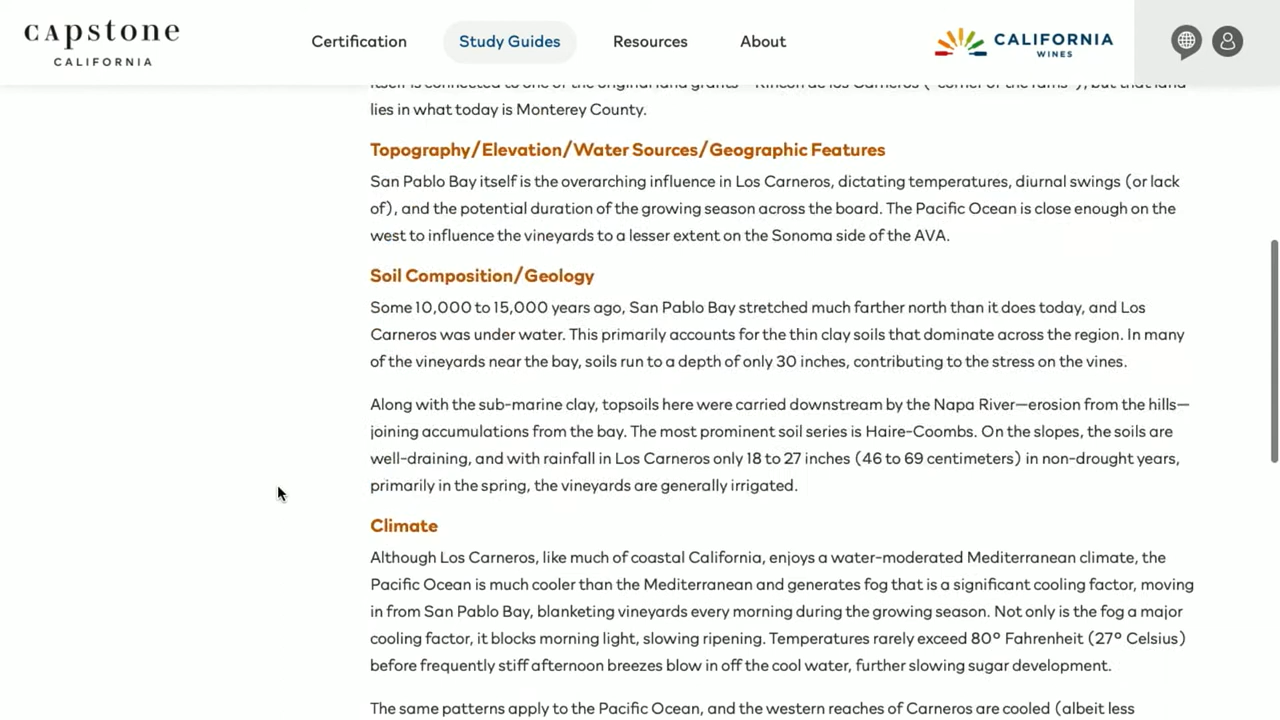 CAPSTONE
CALIFORNIA
Certification
Study Guides
Resources
About
CALIFORNIA
WINES
itself is connected to one of the original land grants—Rincon de los Carneros ("corner of the rams"), but that land
lies in what today is Monterey County.
Topography/Elevation/Water Sources/Geographic Features
San Pablo Bay itself is the overarching influence in Los Carneros, dictating temperatures, diurnal swings (or lack
of), and the potential duration of the growing season across the board. The Pacific Ocean is close enough on the
west to influence the vineyards to a lesser extent on the Sonoma side of the AVA.
Soil Composition/Geology
Some 10,000 to 15,000 years ago, San Pablo Bay stretched much farther north than it does today, and Los
Carneros was under water. This primarily accounts for the thin clay soils that dominate across the region. In many
of the vineyards near the bay, soils run to a depth of only 30 inches, contributing to the stress on the vines.
Along with the sub-marine clay, topsoils here were carried downstream by the Napa River—erosion from the hills—
joining accumulations from the bay. The most prominent soil series is Haire-Coombs. On the slopes, the soils are
well-draining, and with rainfall in Los Carneros only 18 to 27 inches (46 to 69 centimeters) in non-drought years,
primarily in the spring, the vineyards are generally irrigated.
Climate
Although Los Carneros, like much of coastal California, enjoys a water-moderated Mediterranean climate, the
Pacific Ocean is much cooler than the Mediterranean and generates fog that is a significant cooling factor, moving
in from San Pablo Bay, blanketing vineyards every morning during the growing season. Not only is the fog a major
cooling factor, it blocks morning light, slowing ripening. Temperatures rarely exceed 80° Fahrenheit (27° Celsius)
before frequently stiff afternoon breezes blow in off the cool water, further slowing sugar development.
The same patterns apply to the Pacific Ocean, and the western reaches of Carneros are cooled (albeit less